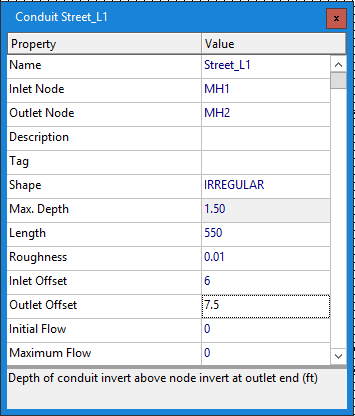 Conduit Street_L1
x
Property Value
Name Street_L1
Inlet Node MH1
Outlet Node MH2
Description
Tag
Shape IRREGULAR
Max. Depth 1.50
Length 550
Roughness 0.01
Inlet Offset 6
Outlet Offset 7.5
Initial Flow 0
Maximum Flow 0
Depth of conduit invert above node invert at outlet end (ft)